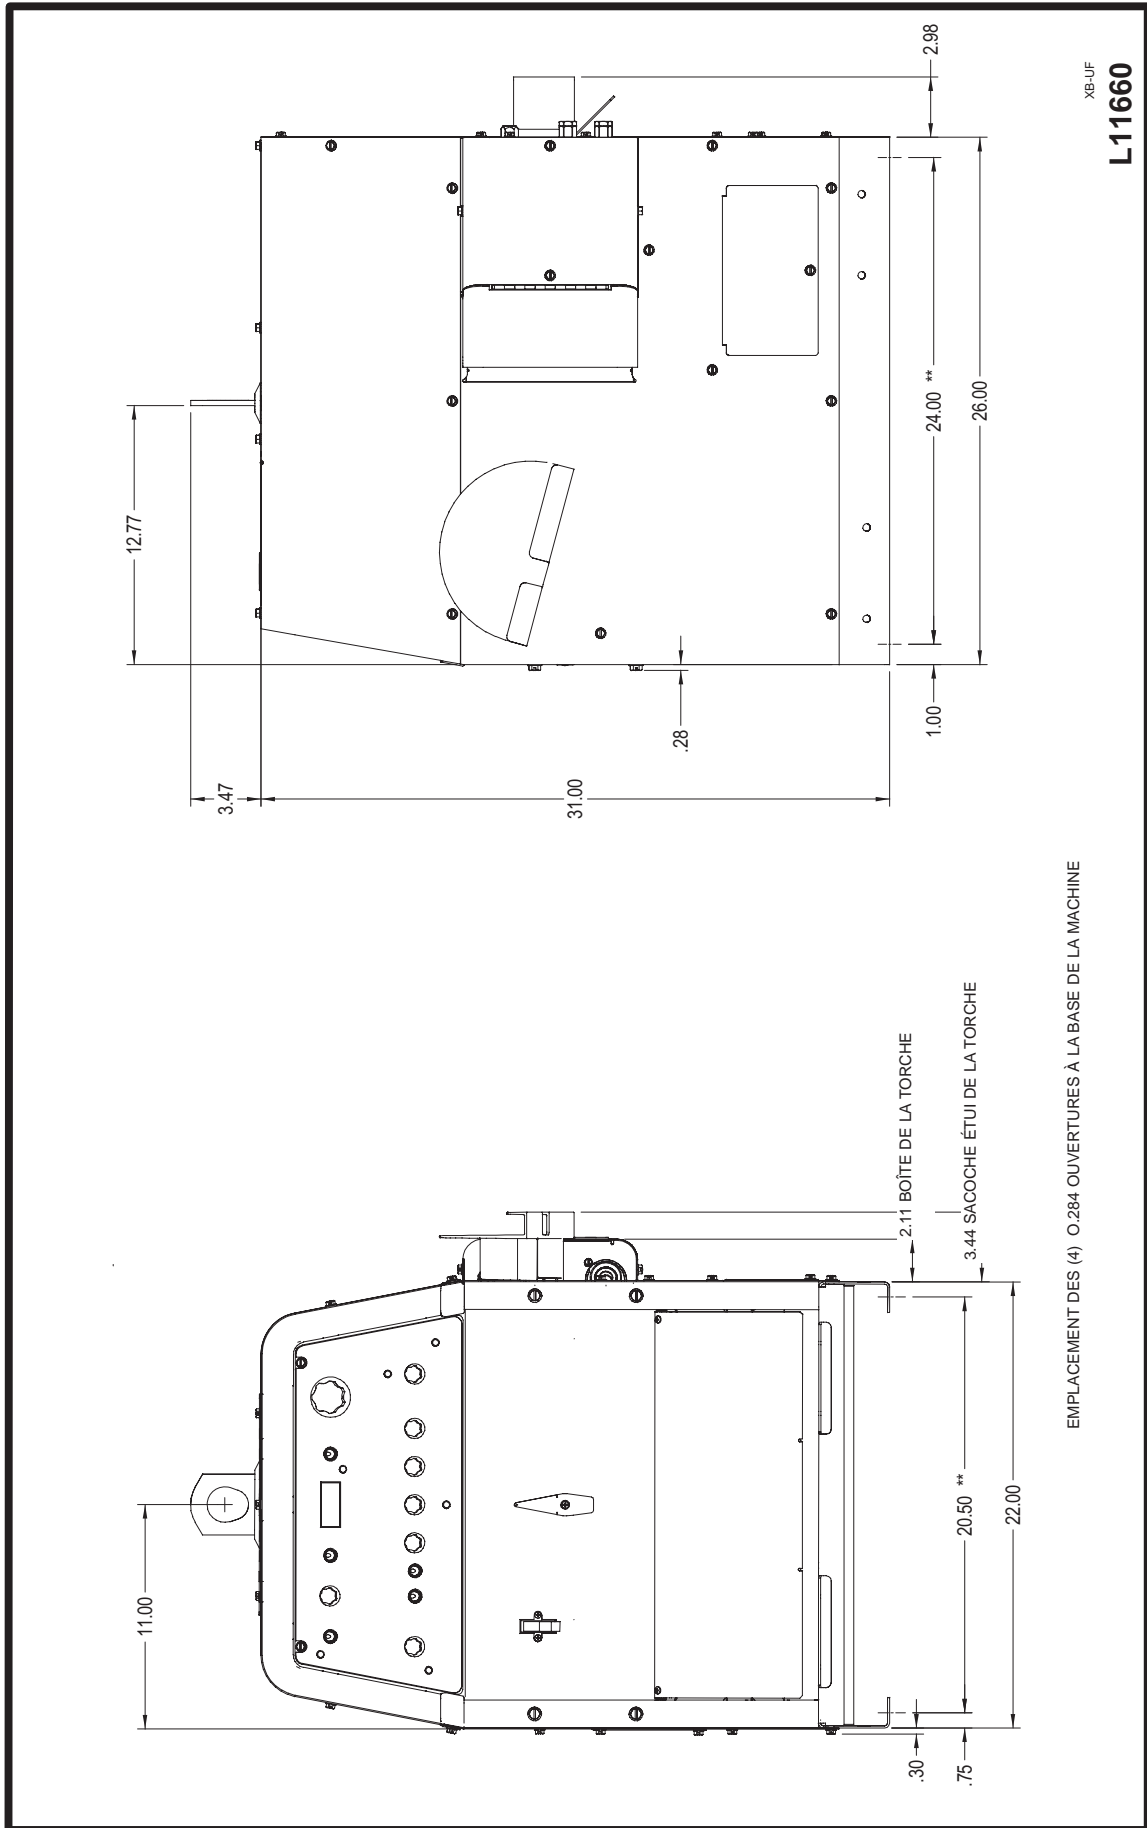 11.00
12.77
3.47
31.00
.28
2.98
1.00
24.00 **
26.00
2.11 BOÎTE DE LA TORCHE
3.44 SACOCHE ÉTUI DE LA TORCHE
.30
.75
20.50 **
22.00
EMPLACEMENT DES (4) O.284 OUVERTURES À LA BASE DE LA MACHINE
XB-UF
L11660